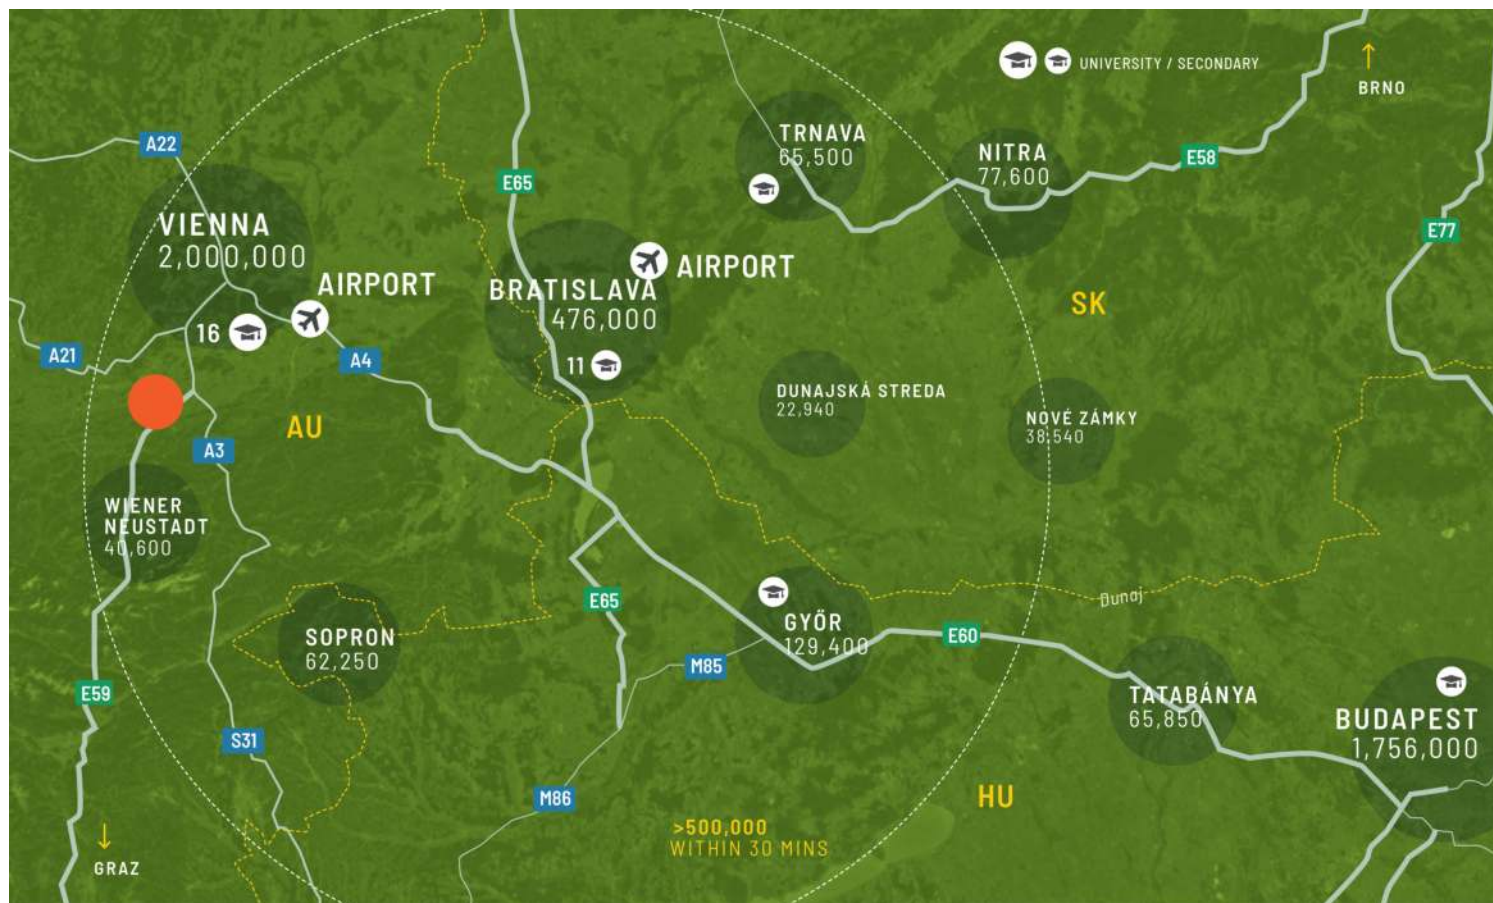 UNIVERSITY / SECONDARY
BRNO
A22
TRNAVA
65,500
NITRA
77,600
E58
E65
VIENNA
2,000,000
E77
AIRPORT
AIRPORT
BRATISLAVA
476,000
SK
16
A21
A4
11
DUNAJSKÁ STREDA
22,940
NOVÉ ZÁMKY
38,540
AU
A3
WIENER
NEUSTADT
40,600
E65
Dunaj
GYŐR
129,400
SOPRON
62,250
E60
M85
E59
TATABÁNYA
65,850
BUDAPEST
1,756,000
S31
M86
HU
>500,000
WITHIN 30 MINS
GRAZ